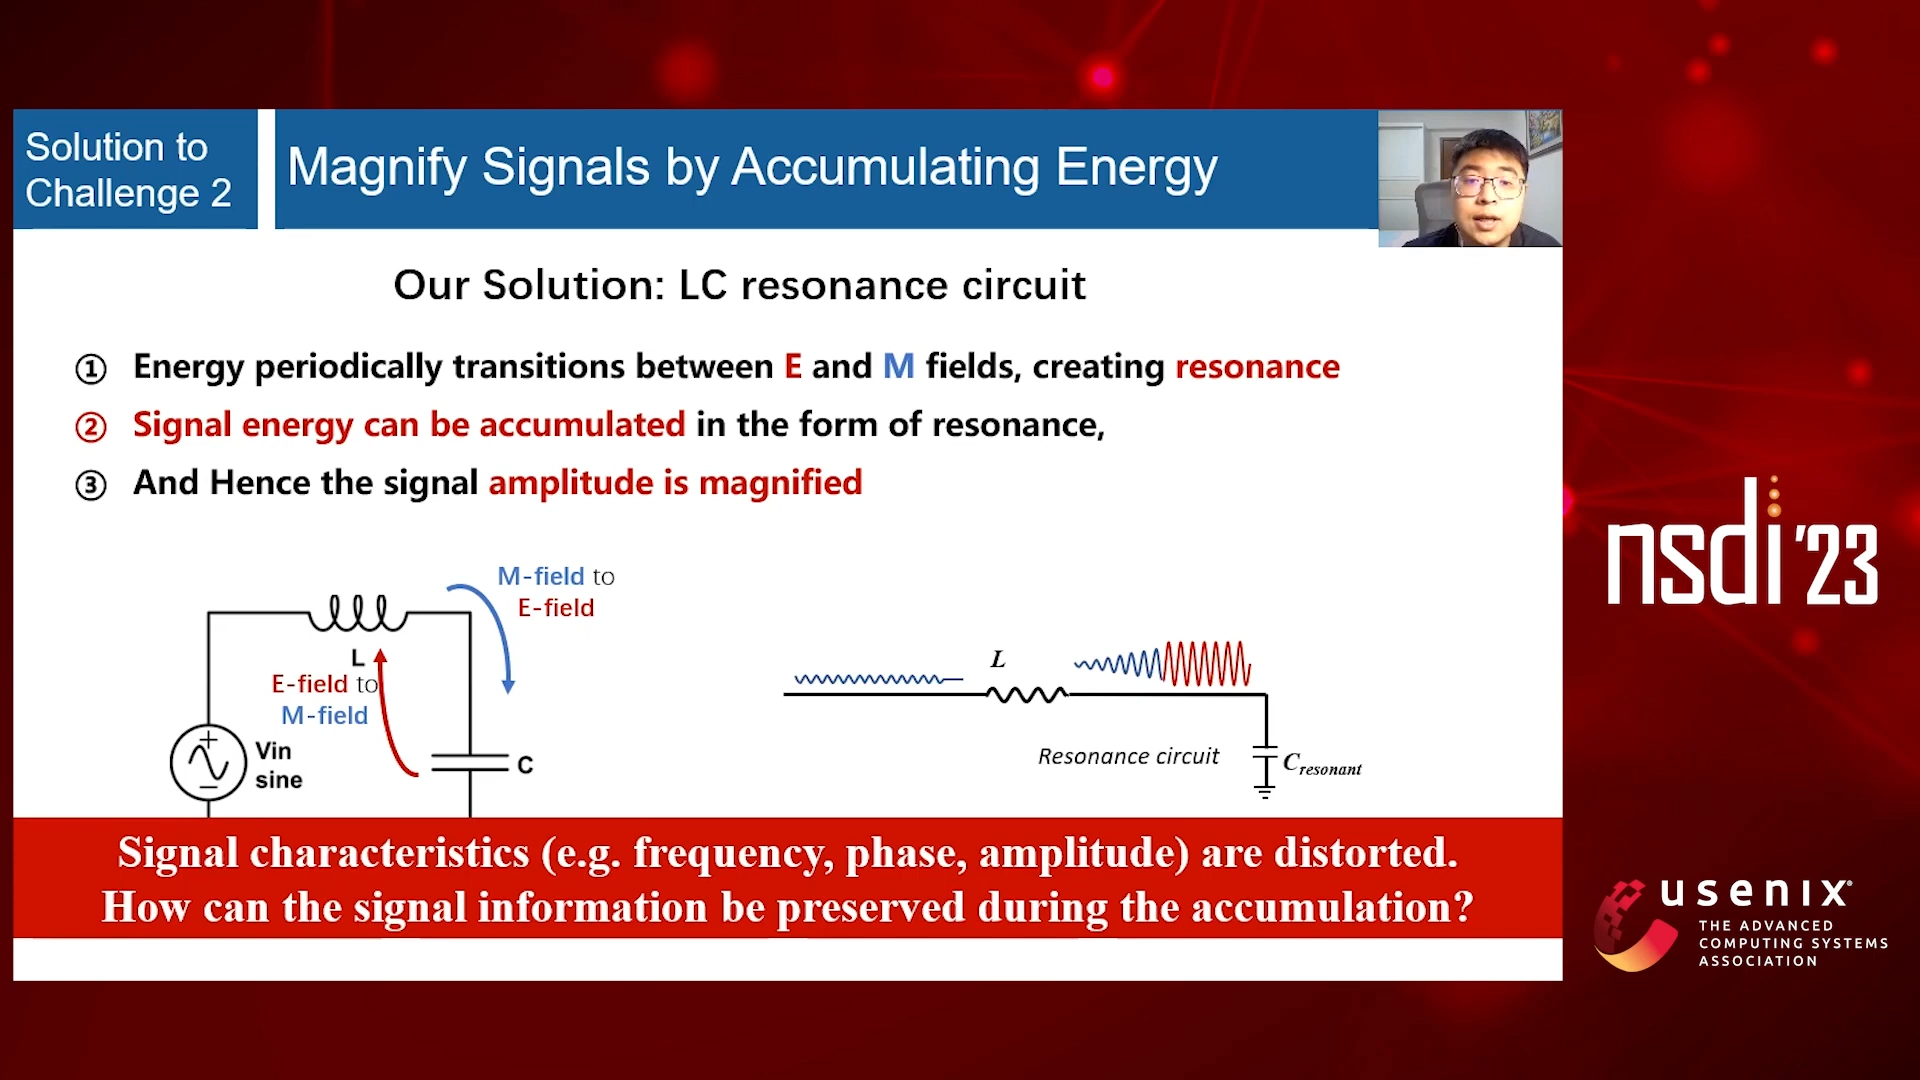 Solution to
Challenge 2
Magnify Signals by Accumulating Energy
Our Solution: LC resonance circuit
① Energy periodically transitions between E and M fields, creating resonance
② Signal energy can be accumulated in the form of resonance,
③ And Hence the signal amplitude is magnified
M-field to
E-field
L
E-field to
M-field
Vin
sine
C
L
Resonance circuit
Cresonant
Signal characteristics (e.g. frequency, phase, amplitude) are distorted.
How can the signal information be preserved during the accumulation?
nsdi '23
usenix®
THE ADVANCED
COMPUTING SYSTEMS
ASSOCIATION